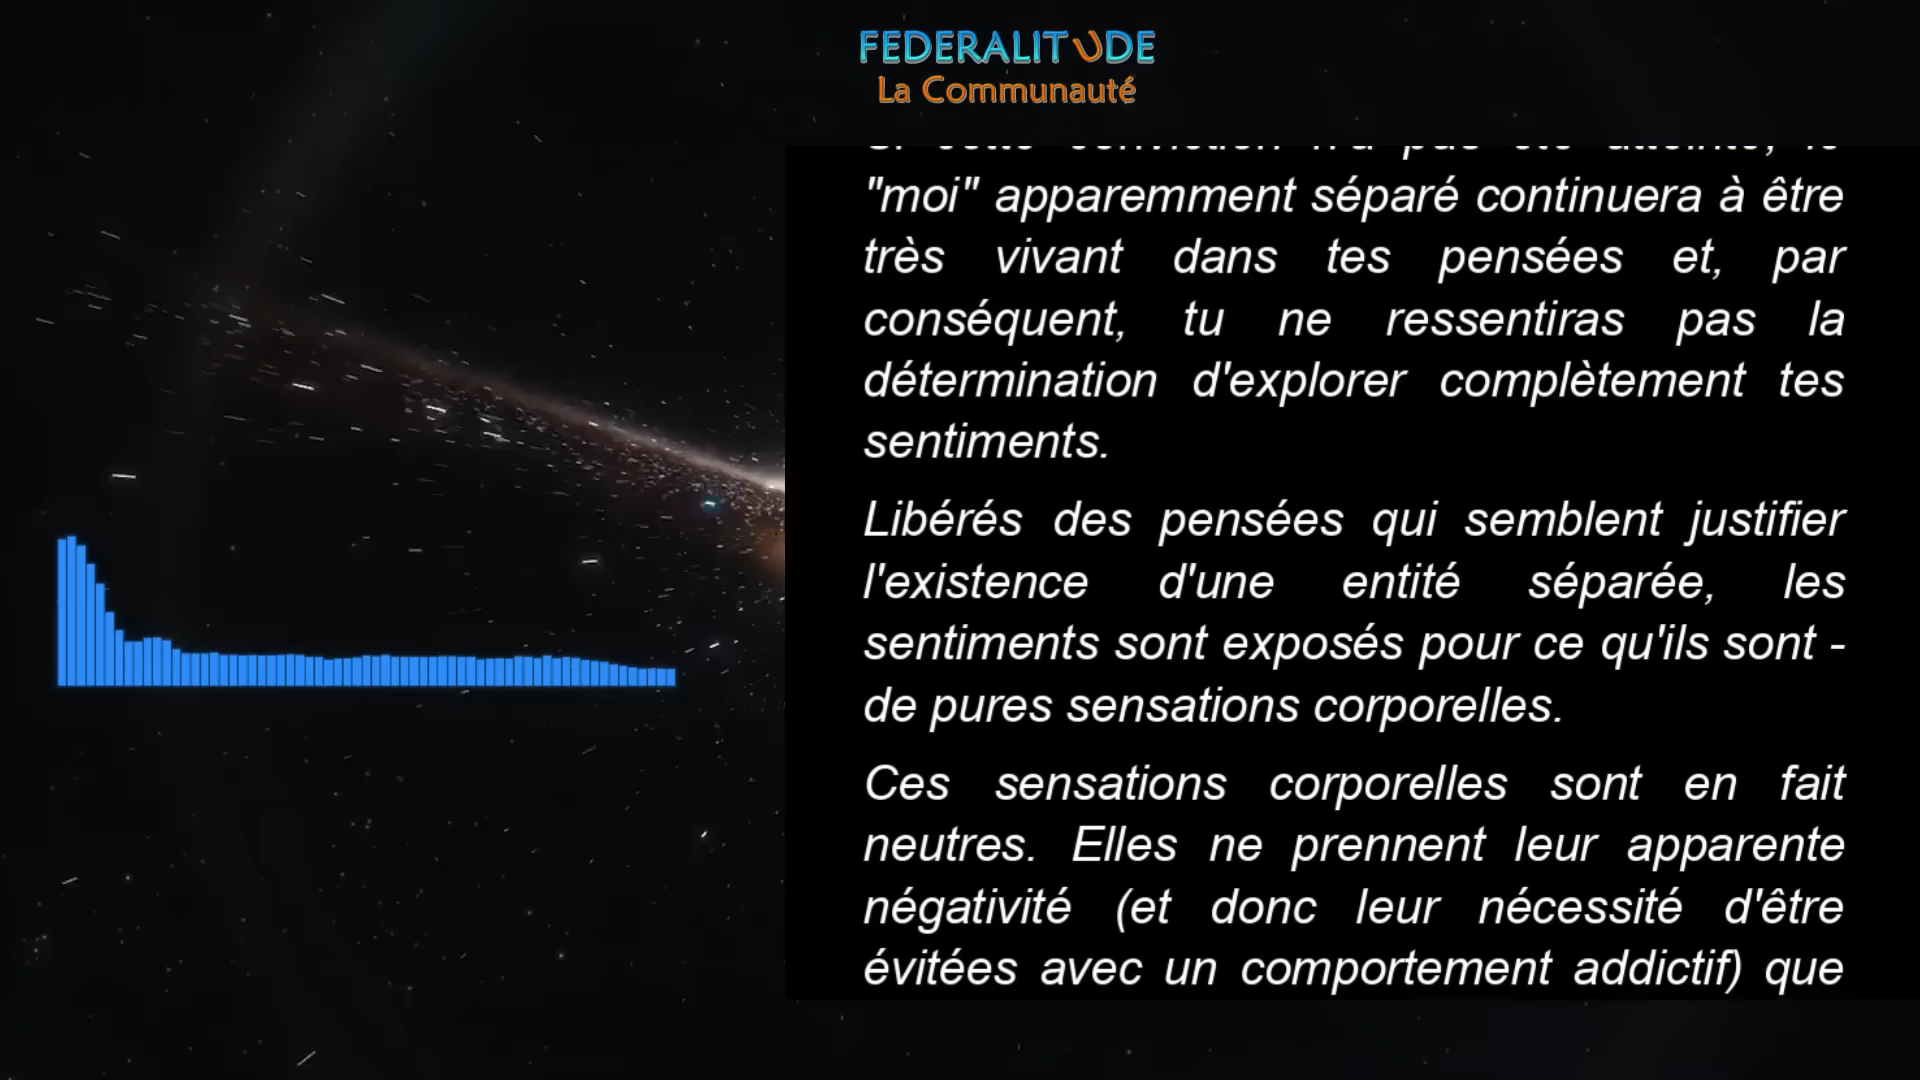 FEDERALITUDE
La Communauté
"moi" apparemment séparé continuera à être
très vivant dans tes pensées et, par
conséquent, tu ne ressentiras pas la
détermination d'explorer complètement tes
sentiments.
Libérés des pensées qui semblent justifier
l'existence d'une entité séparée, les
sentiments sont exposés pour ce qu'ils sont -
de pures sensations corporelles.
Ces sensations corporelles sont en fait
neutres. Elles ne prennent leur apparente
négativité (et donc leur nécessité d'être
évitées avec un comportement addictif) que